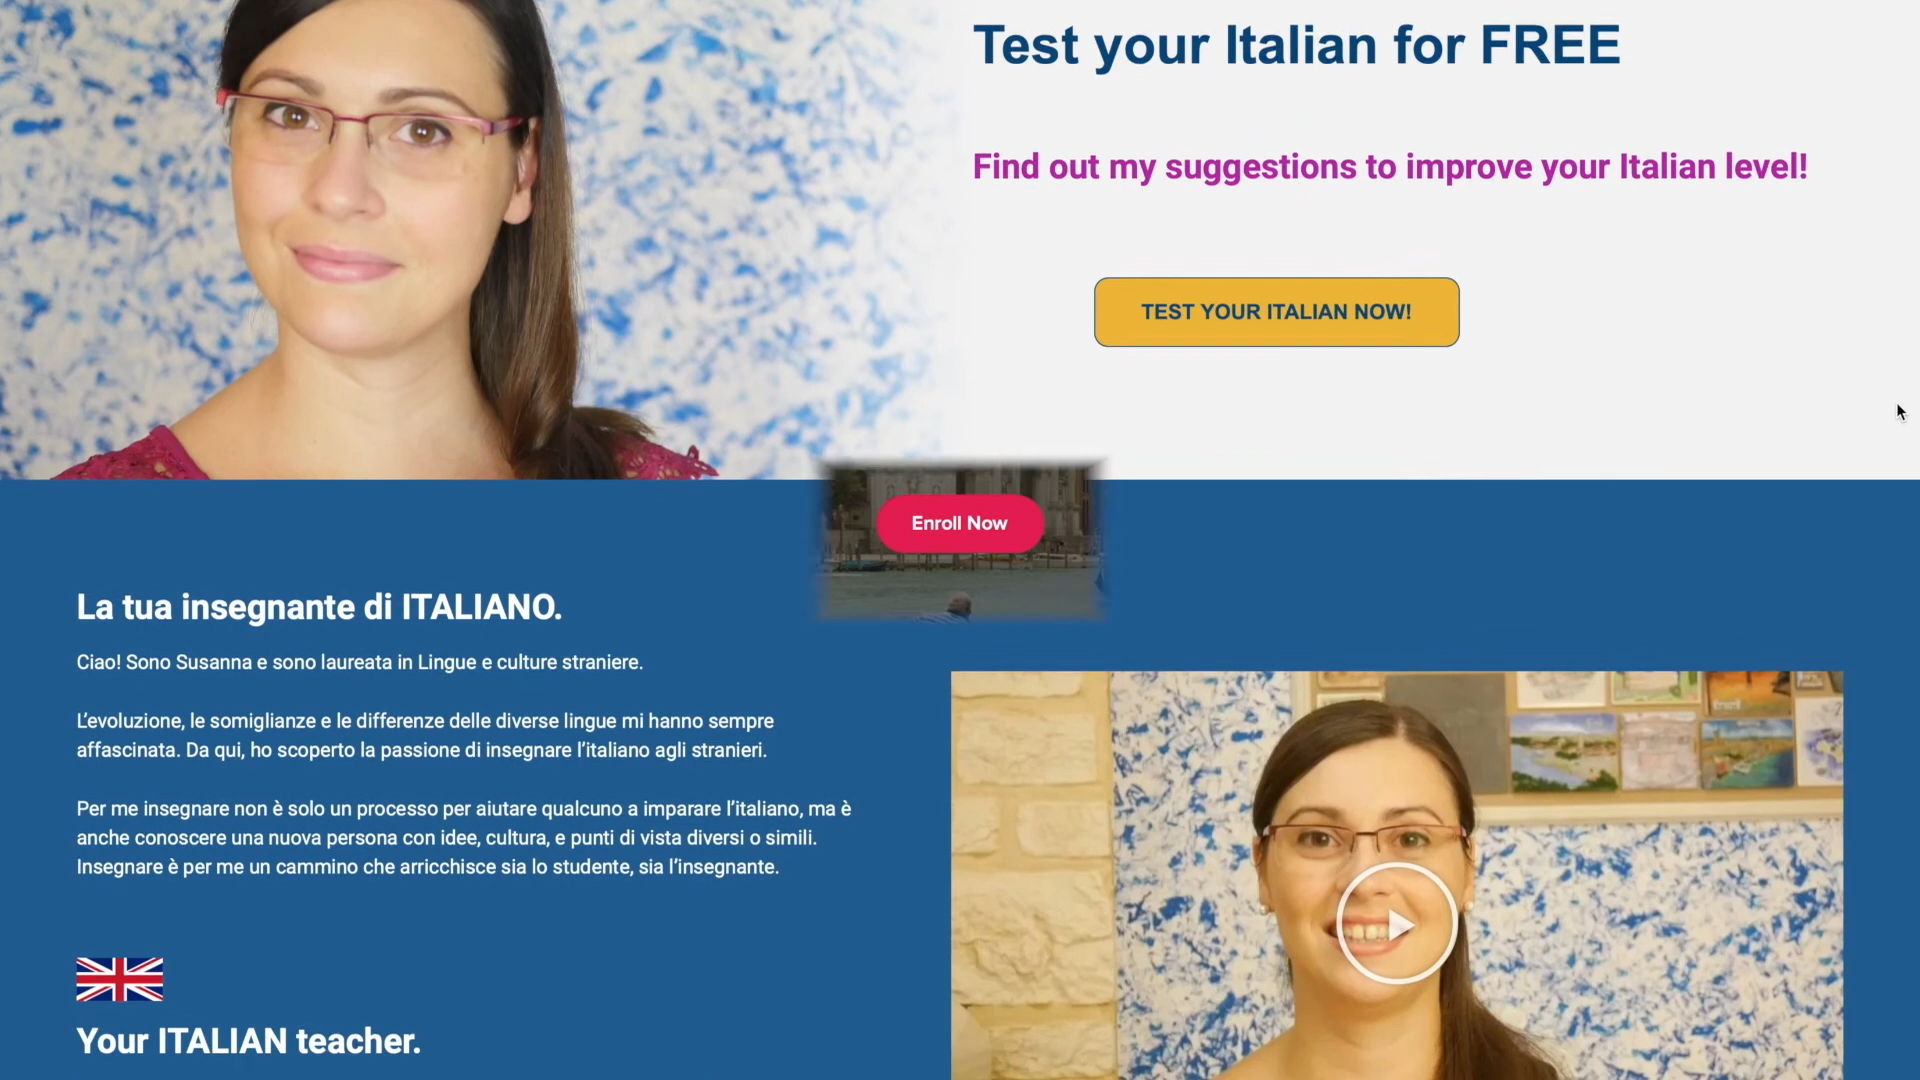 Test your Italian for FREE
Find out my suggestions to improve your Italian level!
TEST YOUR ITALIAN NOW!
Enroll Now
La tua insegnante di ITALIANO.
Ciao! Sono Susanna e sono laureata in Lingue e culture straniere.
L’evoluzione, le somiglianze e le differenze delle diverse lingue mi hanno sempre
affascinata. Da qui, ho scoperto la passione di insegnare l’italiano agli stranieri.
Per me insegnare non è solo un processo per aiutare qualcuno a imparare l’italiano, ma è
anche conoscere una nuova persona con idee, cultura, e punti di vista diversi o simili.
Insegnare è per me un cammino che arricchisce sia lo studente, sia l’insegnante.
Your ITALIAN teacher.